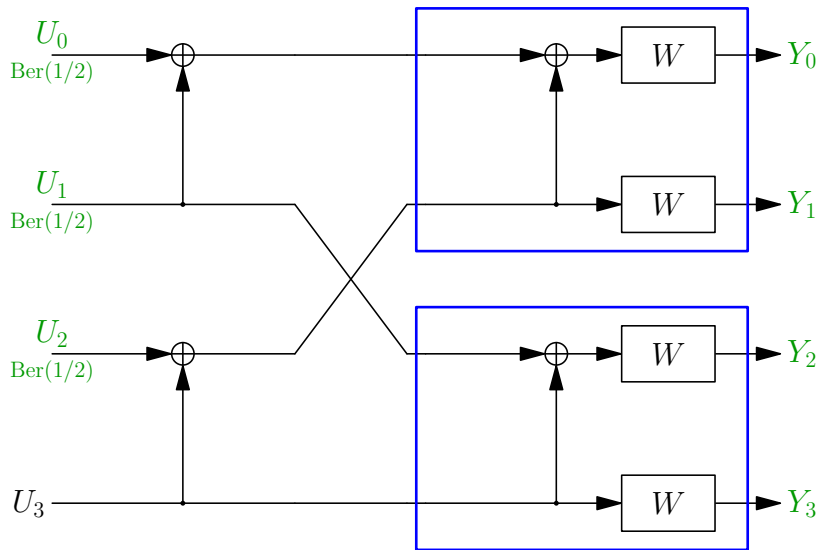 U₀
Ber(1/2)
W
Y₀
U₁
Ber(1/2)
W
Y₁
U₂
Ber(1/2)
W
Y₂
U₃
W
Y₃